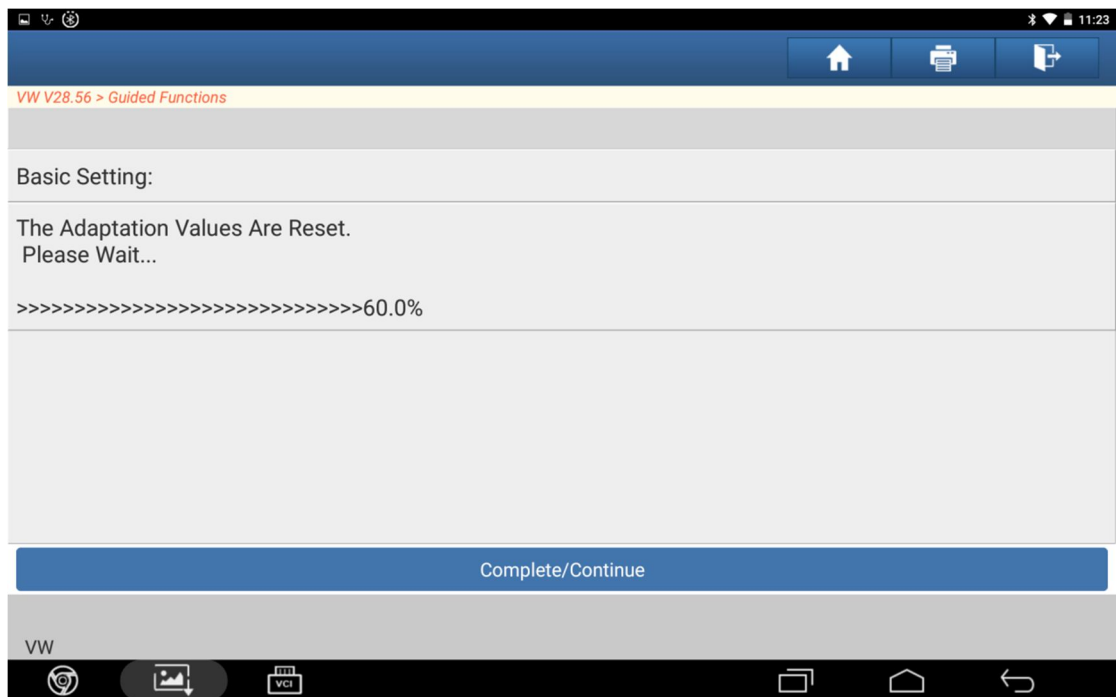 11:23
VW V28.56 > Guided Functions
Basic Setting:
The Adaptation Values Are Reset.
Please Wait...
>>>>>>>>>>>>>>>>>>>>>>>>>>>>>>60.0%
Complete/Continue
VW
VCI